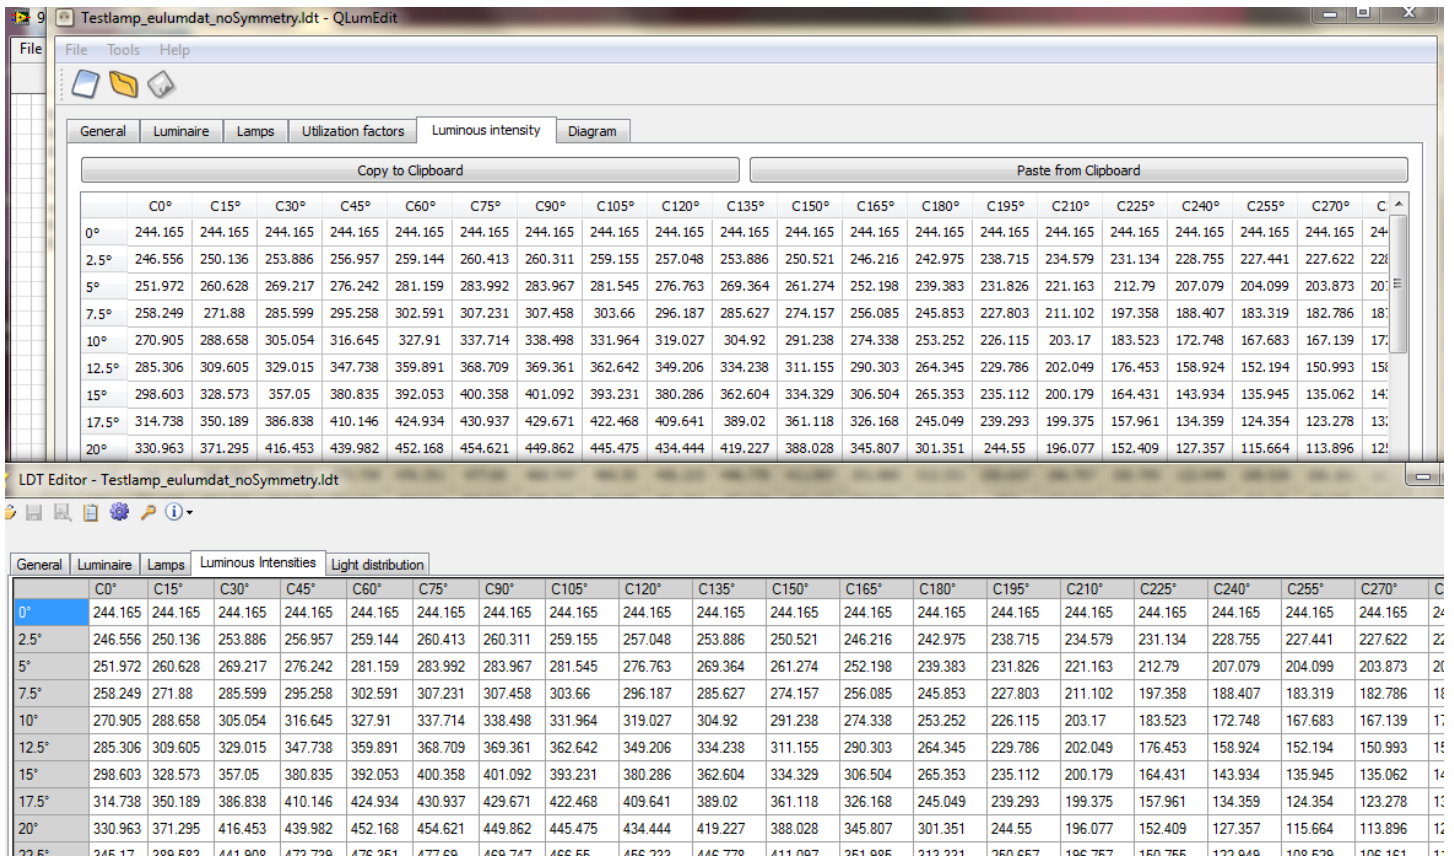 9 Testlamp_eulumdat_noSymmetry.ldt - QLumEdit
File File Tools Help
General Luminaire Lamps Utilization factors Luminous intensity Diagram
Copy to Clipboard Paste from Clipboard
C0° C15° C30° C45° C60° C75° C90° C105° C120° C135° C150° C165° C180° C195° C210° C225° C240° C255° C270°
0° 244.165 244.165 244.165 244.165 244.165 244.165 244.165 244.165 244.165 244.165 244.165 244.165 244.165 244.165 244.165 244.165 244.165 244.165 244.165
2.5° 246.556 250.136 253.886 256.957 259.144 260.413 260.311 259.155 257.048 253.886 250.521 246.216 242.975 238.715 234.579 231.134 228.755 227.441 227.622
5° 251.972 260.628 269.217 276.242 281.159 283.992 283.967 281.545 276.763 269.364 261.274 252.198 239.383 231.826 221.163 212.79 207.079 204.099 203.873
7.5° 258.249 271.88 285.599 295.258 302.591 307.231 307.458 303.66 296.187 285.627 274.157 256.085 245.853 227.803 211.102 197.358 188.407 183.319 182.786
10° 270.905 288.658 305.054 316.645 327.91 337.714 338.498 331.964 319.027 304.92 291.238 274.338 253.252 226.115 203.17 183.523 172.748 167.683 167.139
12.5° 285.306 309.605 329.015 347.738 359.891 368.709 369.361 362.642 349.206 334.238 311.155 290.303 264.345 229.786 202.049 176.453 158.924 152.194 150.993
15° 298.603 328.573 357.05 380.835 392.053 400.358 401.092 393.231 380.286 362.604 334.329 306.504 265.353 235.112 200.179 164.431 143.934 135.945 135.062
17.5° 314.738 350.189 386.838 410.146 424.934 430.937 429.671 422.468 409.641 389.02 361.118 326.168 245.049 239.293 199.375 157.961 134.359 124.354 123.278
20° 330.963 371.295 416.453 439.982 452.168 454.621 449.862 445.475 434.444 419.227 388.028 345.807 301.351 244.55 196.077 152.409 127.357 115.664 113.896
LDT Editor - Testlamp_eulumdat_noSymmetry.ldt
General Luminaire Lamps Luminous Intensities Light distribution
C0° C15° C30° C45° C60° C75° C90° C105° C120° C135° C150° C165° C180° C195° C210° C225° C240° C255° C270°
0° 244.165 244.165 244.165 244.165 244.165 244.165 244.165 244.165 244.165 244.165 244.165 244.165 244.165 244.165 244.165 244.165 244.165 244.165 244.165
2.5° 246.556 250.136 253.886 256.957 259.144 260.413 260.311 259.155 257.048 253.886 250.521 246.216 242.975 238.715 234.579 231.134 228.755 227.441 227.622
5° 251.972 260.628 269.217 276.242 281.159 283.992 283.967 281.545 276.763 269.364 261.274 252.198 239.383 231.826 221.163 212.79 207.079 204.099 203.873
7.5° 258.249 271.88 285.599 295.258 302.591 307.231 307.458 303.66 296.187 285.627 274.157 256.085 245.853 227.803 211.102 197.358 188.407 183.319 182.786
10° 270.905 288.658 305.054 316.645 327.91 337.714 338.498 331.964 319.027 304.92 291.238 274.338 253.252 226.115 203.17 183.523 172.748 167.683 167.139
12.5° 285.306 309.605 329.015 347.738 359.891 368.709 369.361 362.642 349.206 334.238 311.155 290.303 264.345 229.786 202.049 176.453 158.924 152.194 150.993
15° 298.603 328.573 357.05 380.835 392.053 400.358 401.092 393.231 380.286 362.604 334.329 306.504 265.353 235.112 200.179 164.431 143.934 135.945 135.062
17.5° 314.738 350.189 386.838 410.146 424.934 430.937 429.671 422.468 409.641 389.02 361.118 326.168 245.049 239.293 199.375 157.961 134.359 124.354 123.278
20° 330.963 371.295 416.453 439.982 452.168 454.621 449.862 445.475 434.444 419.227 388.028 345.807 301.351 244.55 196.077 152.409 127.357 115.664 113.896